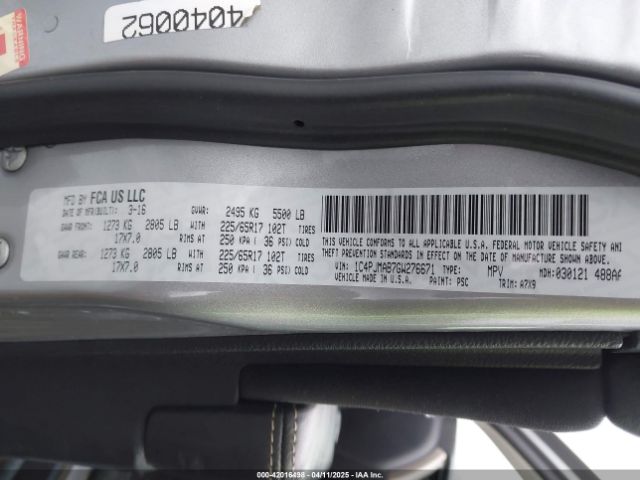 WARNING
4040062
MFD BY FCA US LLC
DATE OF MFR(BUILT): 3-16 GVWR: 2495 KG 5500 LB
GAWR FRONT: 1273 KG 2805 LB 225/65R17 102T TIRES
17X7.0 RIMS AT 250 KPA ( 36 PSI) COLD
GAWR REAR: 1273 KG 2805 LB 225/65R17 102T TIRES
17X7.0 RIMS AT 250 KPA ( 36 PSI) COLD
THIS VEHICLE CONFORMS TO ALL APPLICABLE U.S.A. FEDERAL MOTOR VEHICLE SAFETY AND
THEFT PREVENTION STANDARDS IN EFFECT ON THE DATE OF MANUFACTURE SHOWN ABOVE.
VIN: 1C4PJMAB7GW276671 TYPE: MPV MDH: 030121 488AF
VEHICLE MADE IN U.S.A. PAINT: PSC TRIM: A7X9
000-42016498 - 04/11/2025 - IAAI.COM